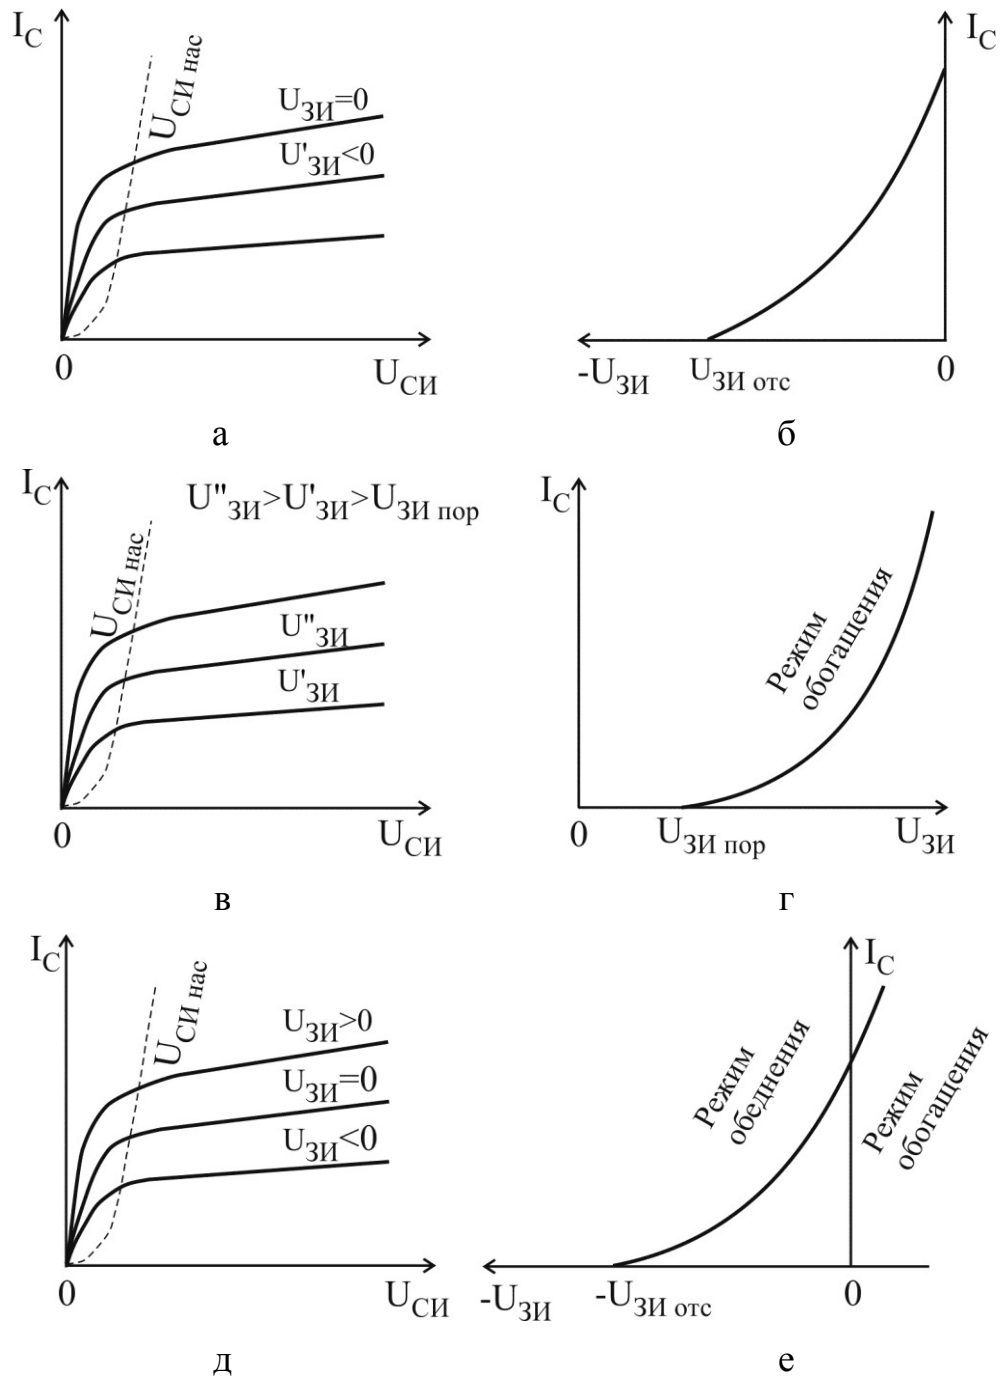 I_C
U_СИ нас
U_ЗИ=0
U'_ЗИ<0
0
U_СИ
а
I_C
-U_ЗИ
U_ЗИ отс
0
б
I_C
U''_ЗИ>U'_ЗИ>U_ЗИ пор
U_СИ нас
U''_ЗИ
U'_ЗИ
0
U_СИ
в
I_C
Режим
обогащения
0
U_ЗИ пор
U_ЗИ
г
I_C
U_СИ нас
U_ЗИ>0
U_ЗИ=0
U_ЗИ<0
0
U_СИ
д
I_C
Режим
обеднения
Режим
обогащения
-U_ЗИ
-U_ЗИ отс
0
е